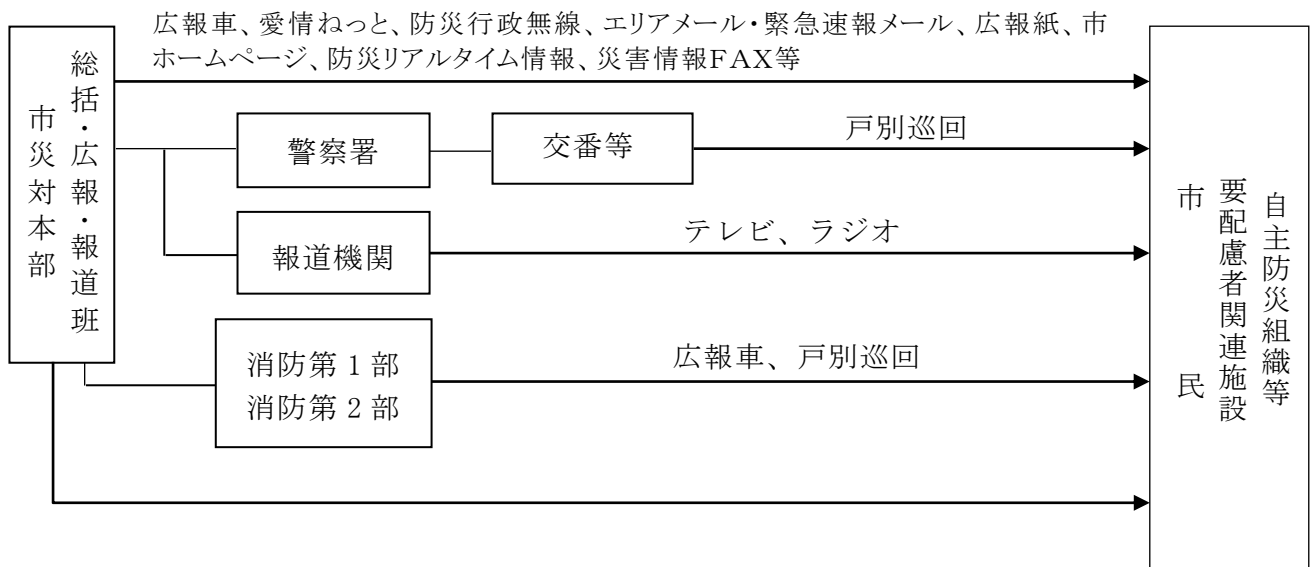 広報車、愛情ねっと、防災行政無線、エリアメール・緊急速報メール、広報紙、市
ホームページ、防災リアルタイム情報、災害情報FAX等
市災対本部
総括・広報・報道班
警察署
交番等
戸別巡回
報道機関
テレビ、ラジオ
消防第1部
消防第2部
広報車、戸別巡回
市民
要配慮者関連施設
自主防災組織等